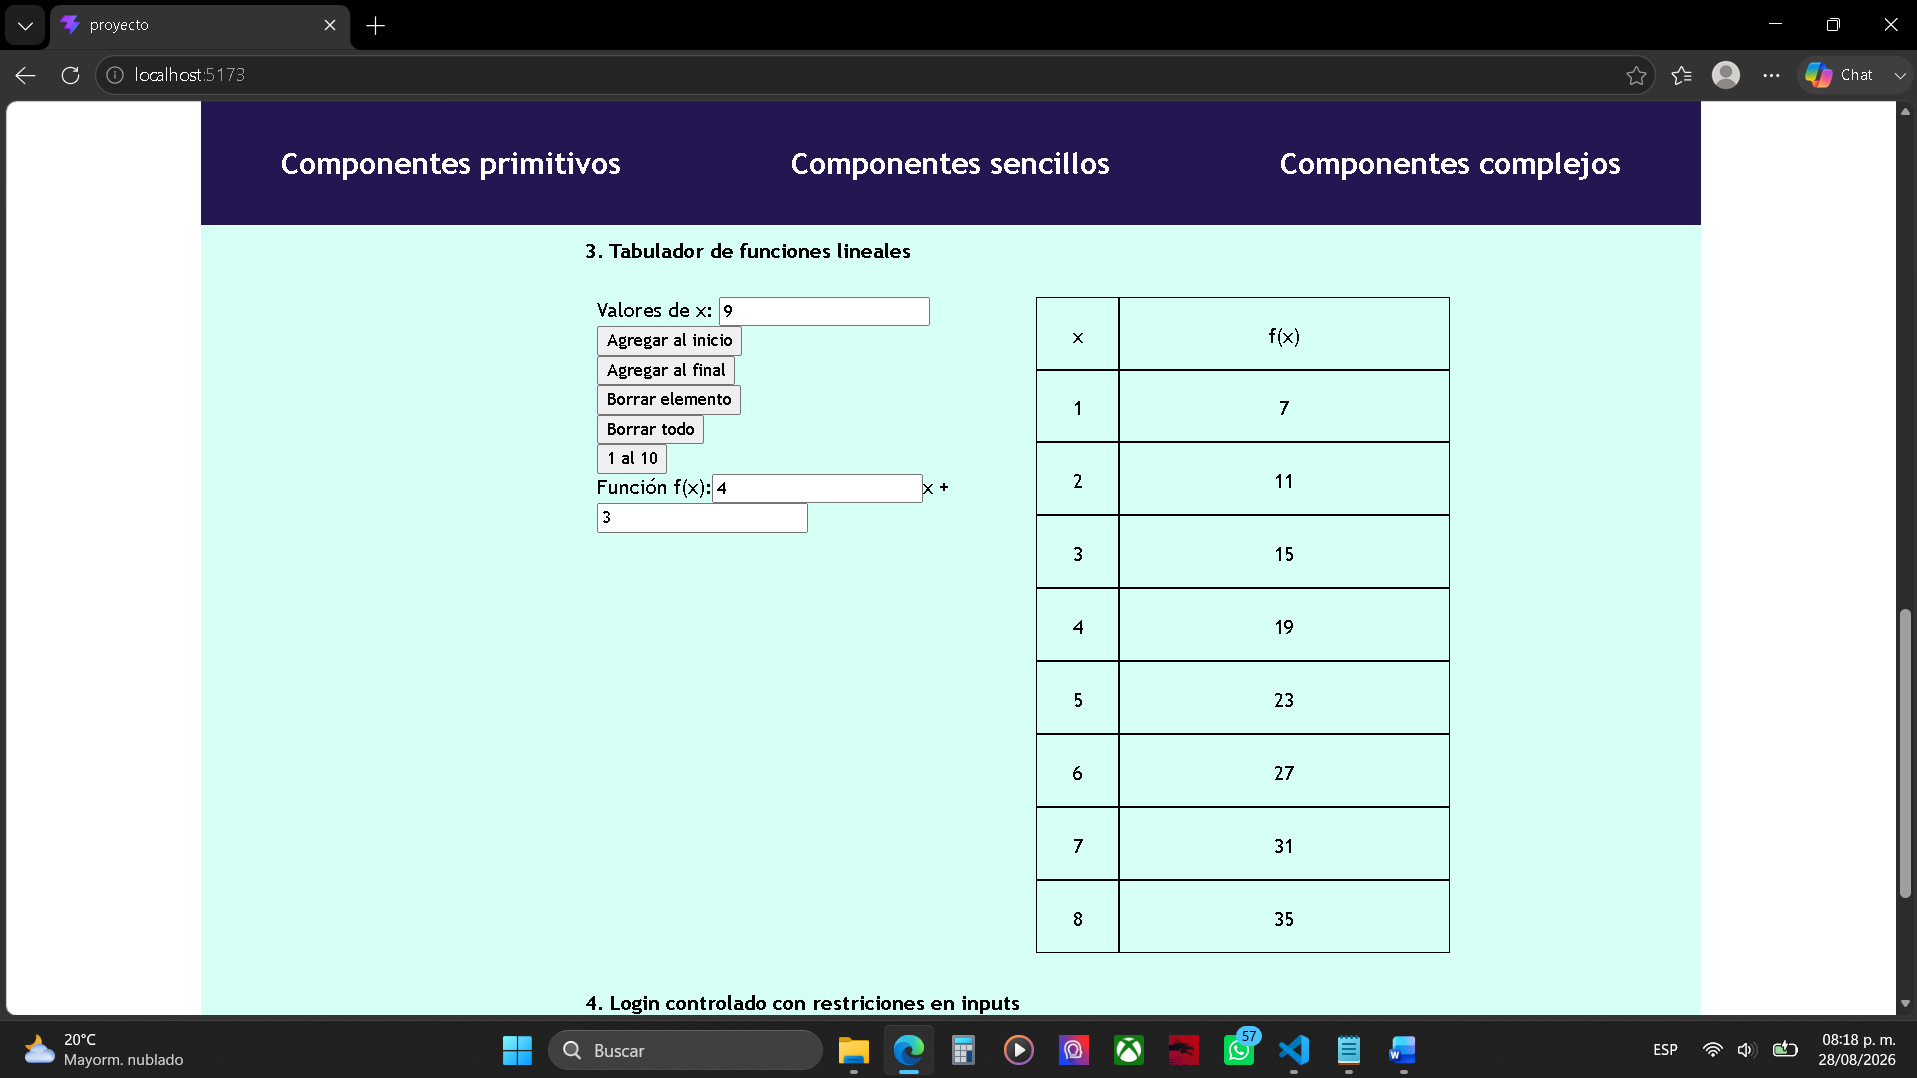 proyecto
localhost:5173
Chat
Componentes primitivos Componentes sencillos Componentes complejos
3. Tabulador de funciones lineales
Valores de x: 9
Agregar al inicio
Agregar al final
Borrar elemento
Borrar todo
1 al 10
Función f(x): 4 x +
3
x f(x)
1 7
2 11
3 15
4 19
5 23
6 27
7 31
8 35
4. Login controlado con restriciones en inputs
20°C
Mayorm. nublado
Buscar
57
W
ESP
08:18 p. m.
28/08/2026